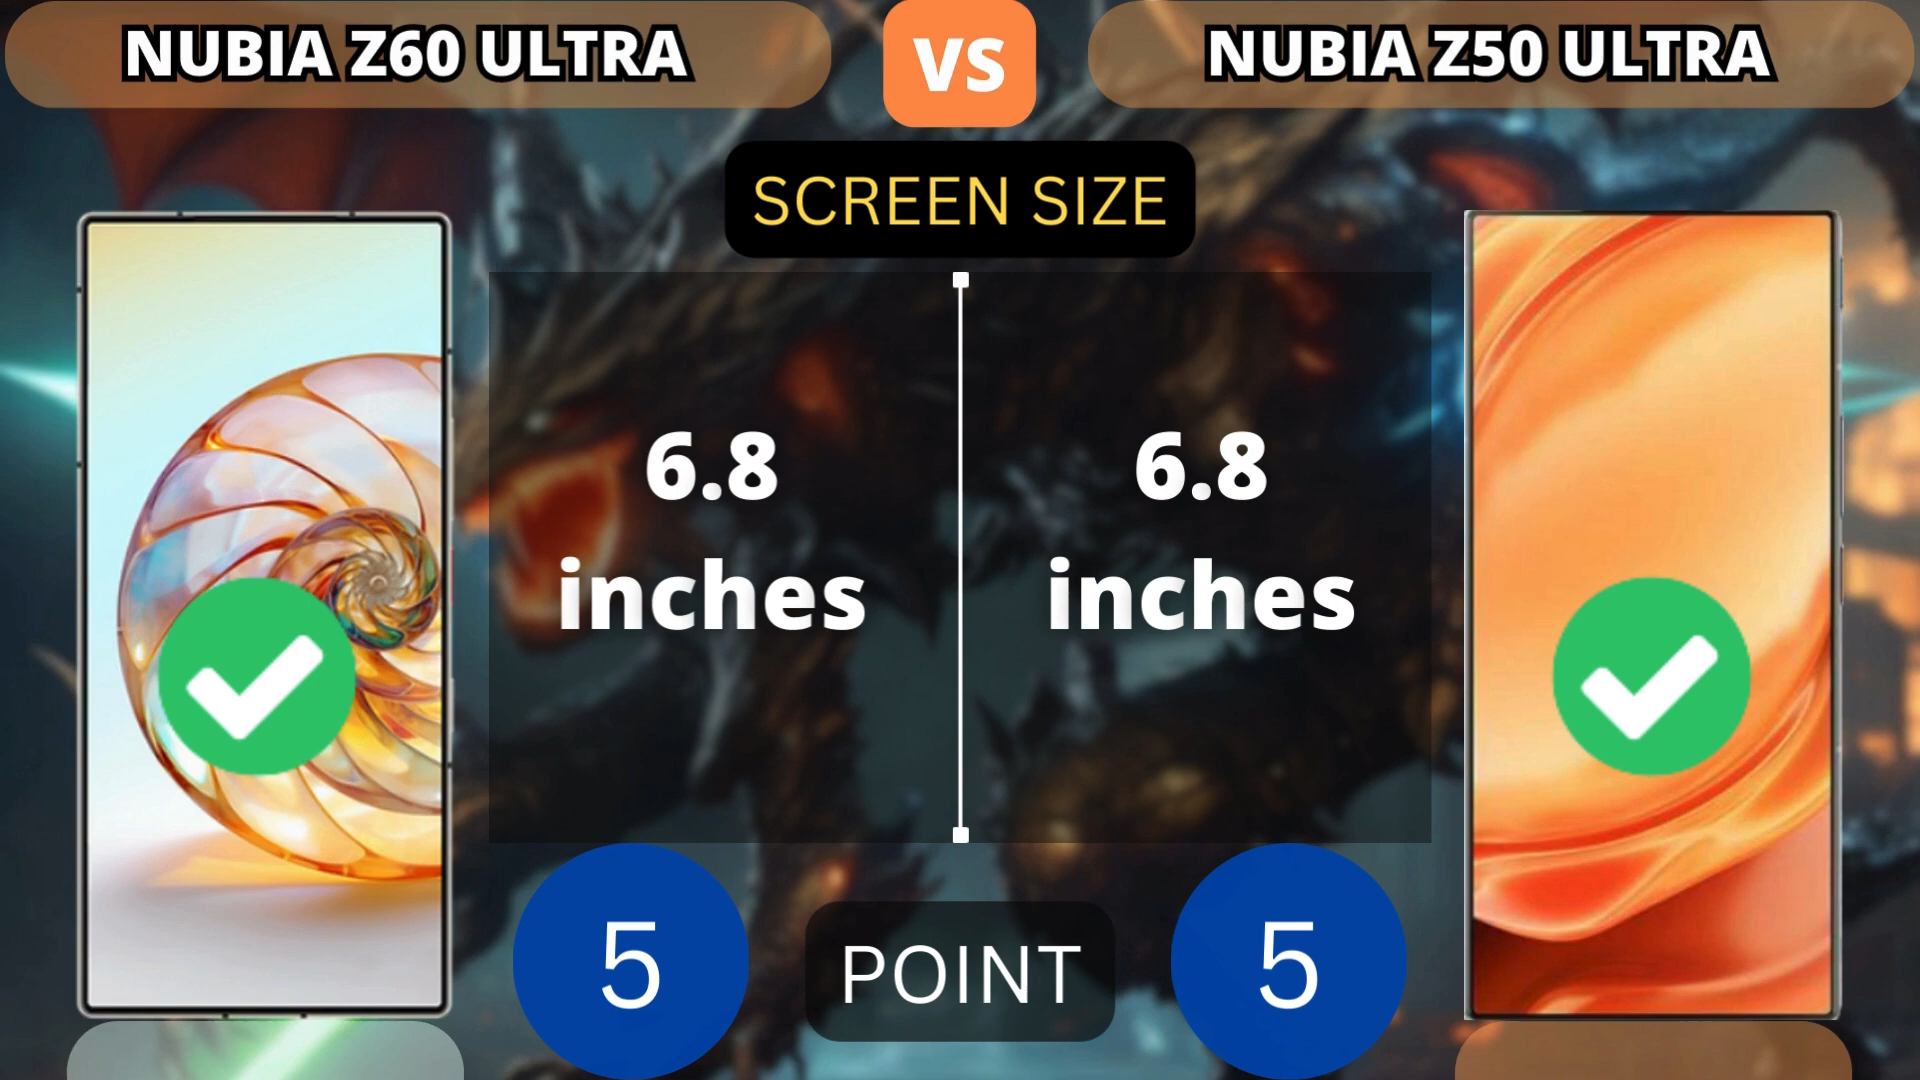 NUBIA Z60 ULTRA
VS
NUBIA Z50 ULTRA
SCREEN SIZE
6.8
inches
6.8
inches
5
POINT
5